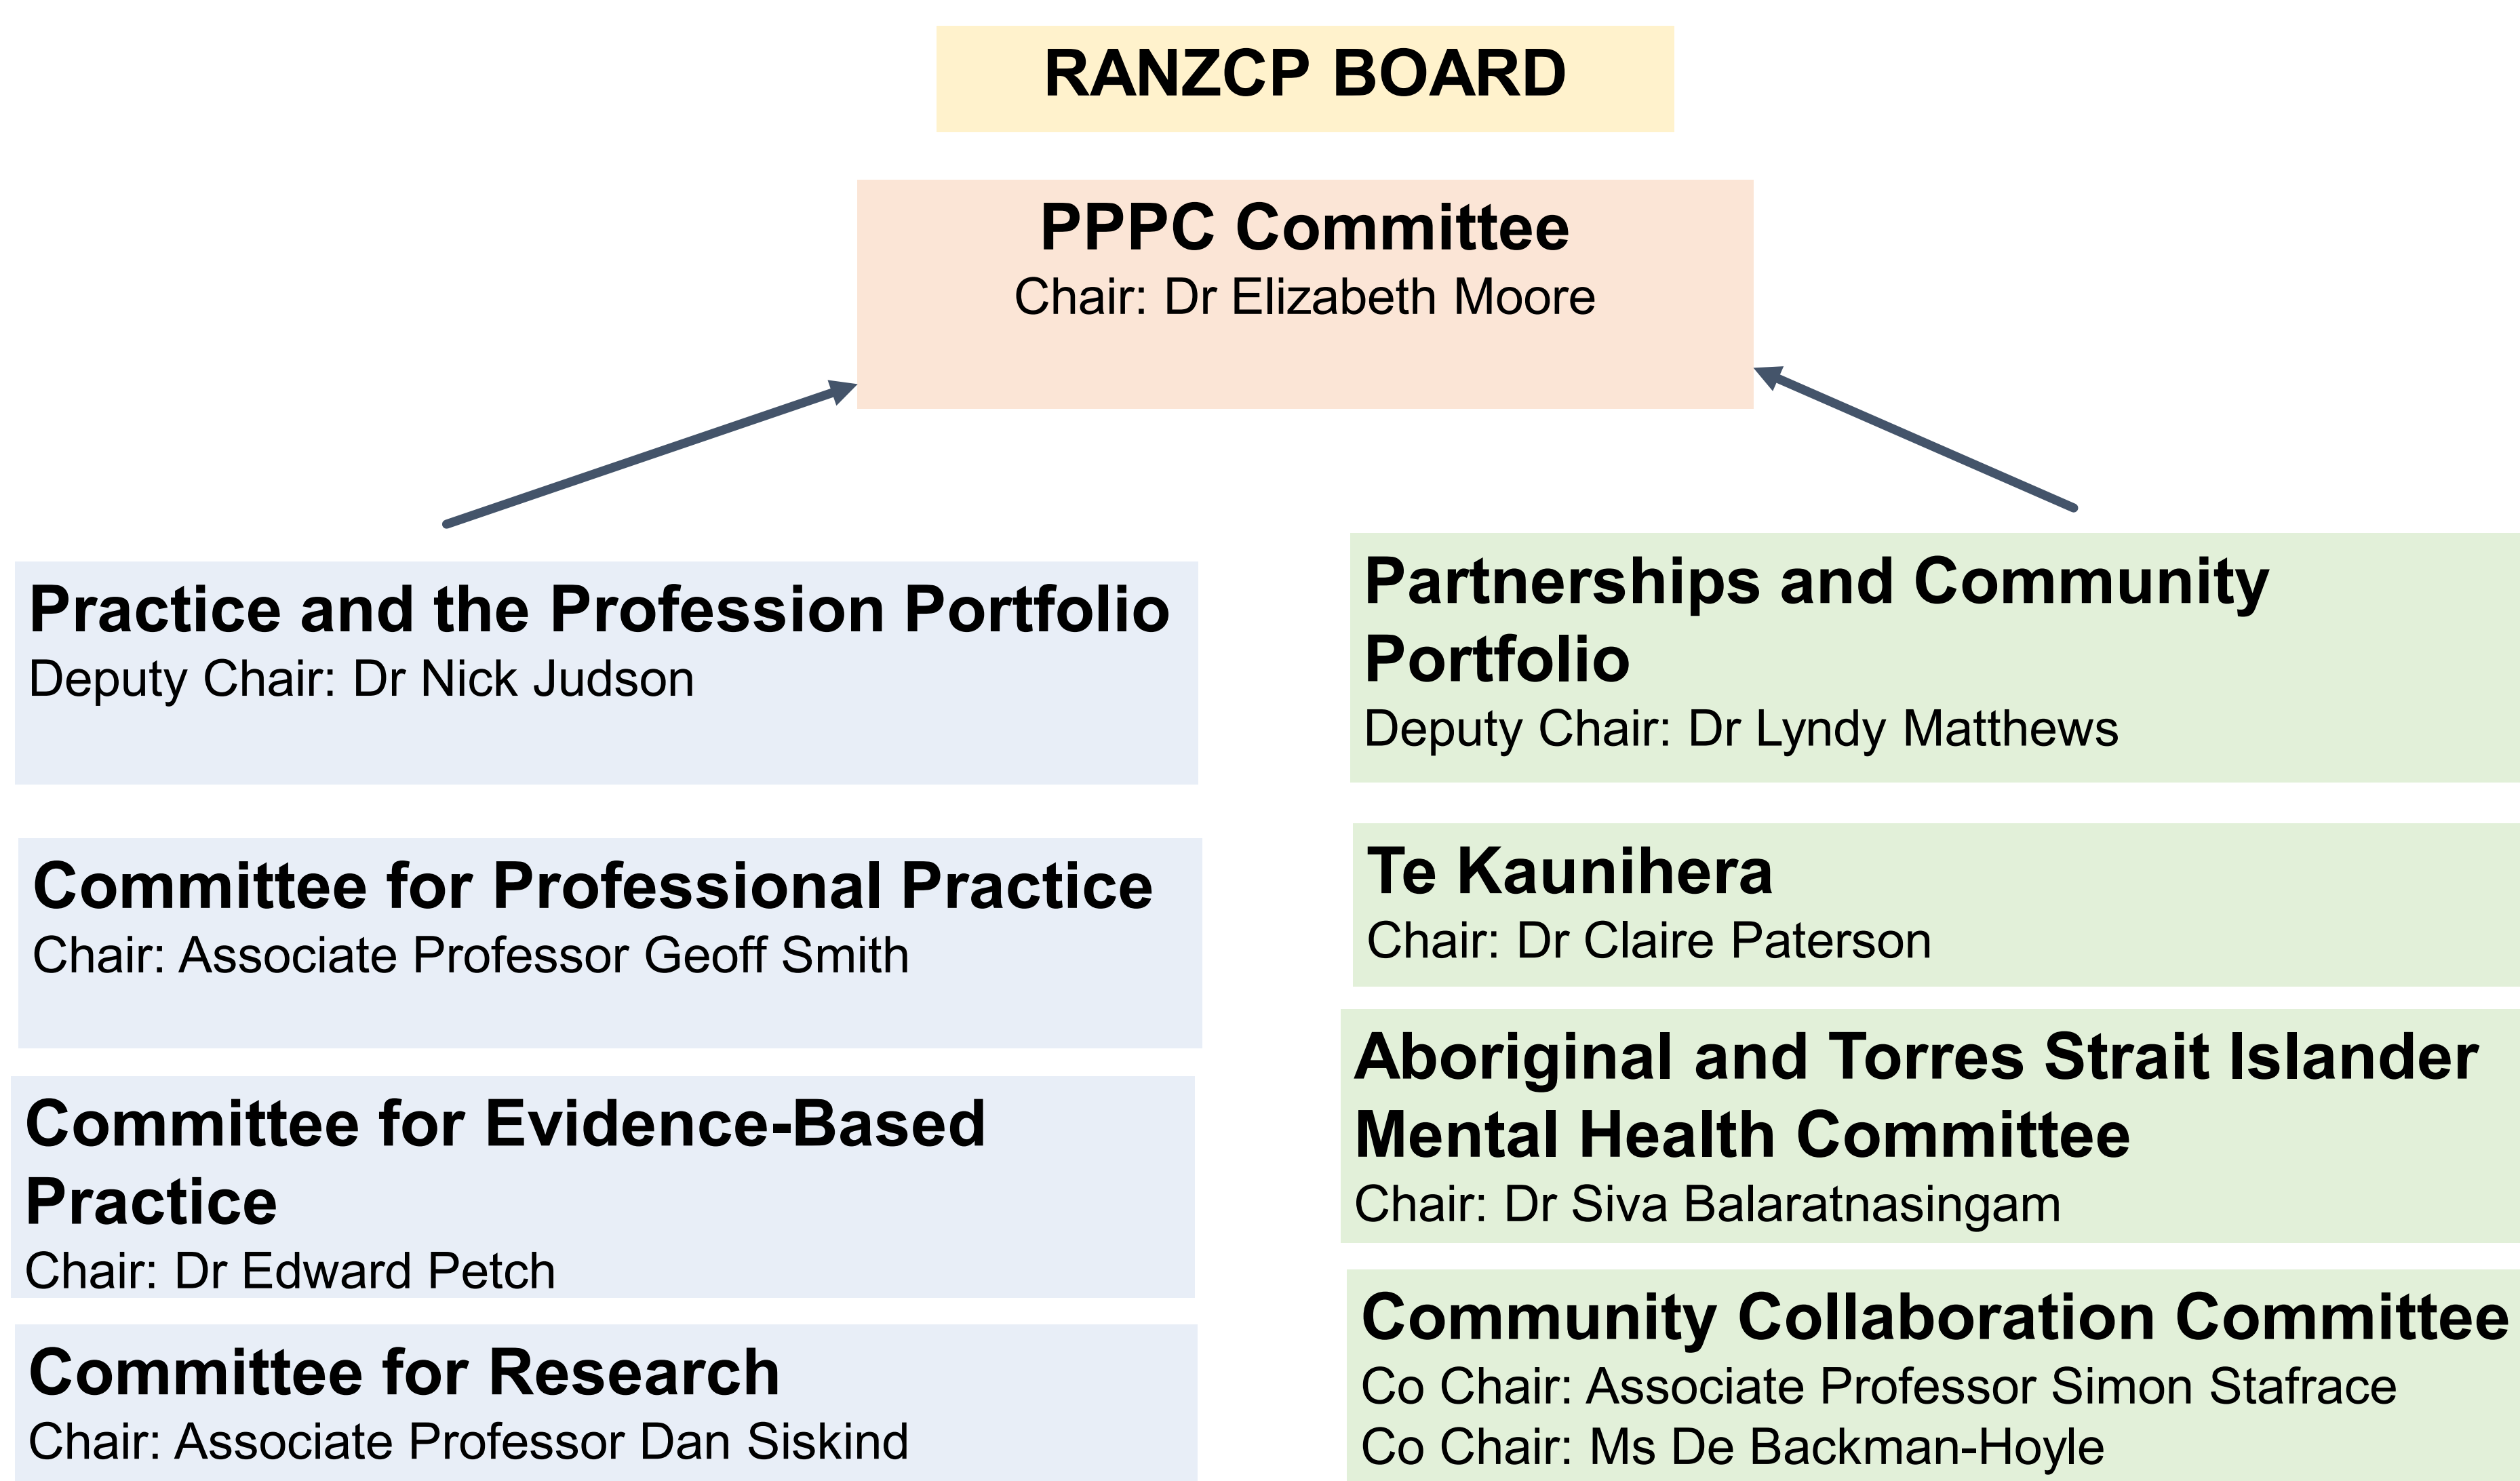 RANZCP BOARD
PPPC Committee
Chair: Dr Elizabeth Moore
Practice and the Profession Portfolio
Deputy Chair: Dr Nick Judson
Committee for Professional Practice
Chair: Associate Professor Geoff Smith
Committee for Evidence-Based
Practice
Chair: Dr Edward Petch
Committee for Research
Chair: Associate Professor Dan Siskind
Partnerships and Community
Portfolio
Deputy Chair: Dr Lyndy Matthews
Te Kaunihera
Chair: Dr Claire Paterson
Aboriginal and Torres Strait Islander
Mental Health Committee
Chair: Dr Siva Balaratnasingam
Community Collaboration Committee
Co Chair: Associate Professor Simon Stafrace
Co Chair: Ms De Backman-Hoyle